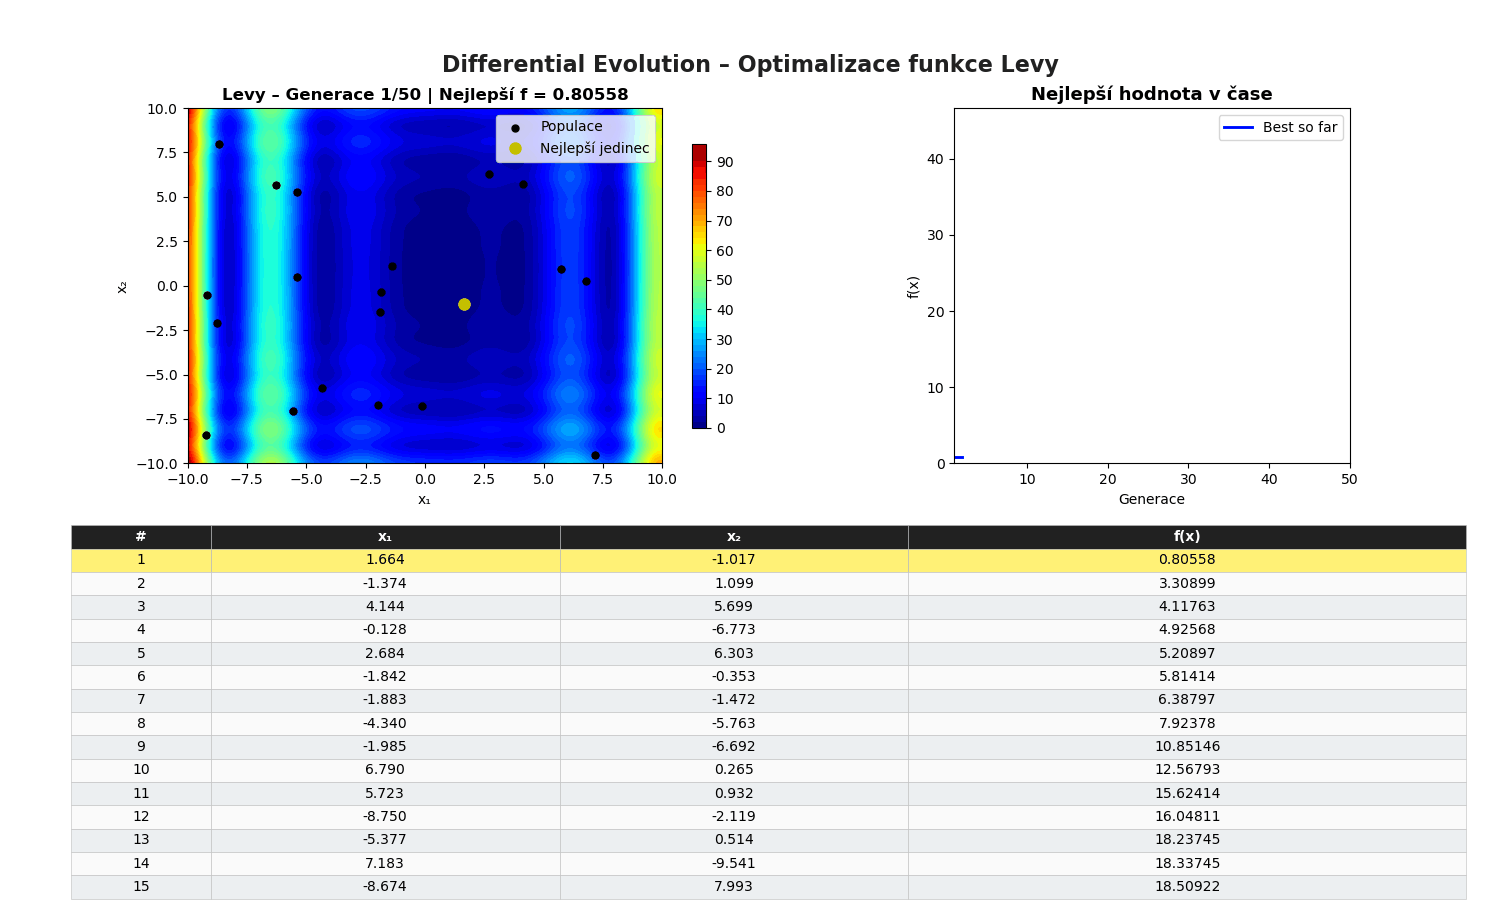 Differential Evolution – Optimalizace funkce Levy
Levy – Generace 1/50 | Nejlepší f = 0.80558
Populace
Nejlepší jedinec
10.0
7.5
5.0
2.5
0.0
−2.5
−5.0
−7.5
−10.0
x₂
−10.0 −7.5 −5.0 −2.5 0.0 2.5 5.0 7.5 10.0
x₁
90
80
70
60
50
40
30
20
10
0
Nejlepší hodnota v čase
Best so far
40
30
20
10
0
f(x)
10 20 30 40 50
Generace
# x₁ x₂ f(x)
1 1.664 -1.017 0.80558
2 -1.374 1.099 3.30899
3 4.144 5.699 4.11763
4 -0.128 -6.773 4.92568
5 2.684 6.303 5.20897
6 -1.842 -0.353 5.81414
7 -1.883 -1.472 6.38797
8 -4.340 -5.763 7.92378
9 -1.985 -6.692 10.85146
10 6.790 0.265 12.56793
11 5.723 0.932 15.62414
12 -8.750 -2.119 16.04811
13 -5.377 0.514 18.23745
14 7.183 -9.541 18.33745
15 -8.674 7.993 18.50922